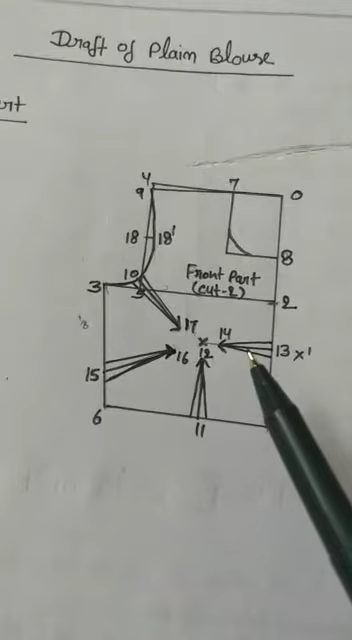 Draft of Plain Blouse
4 7 0
9
18 18'
8
10
Front Part
(cut-2)
3 5 2
17 14
16 12 13 x'
15
6 11